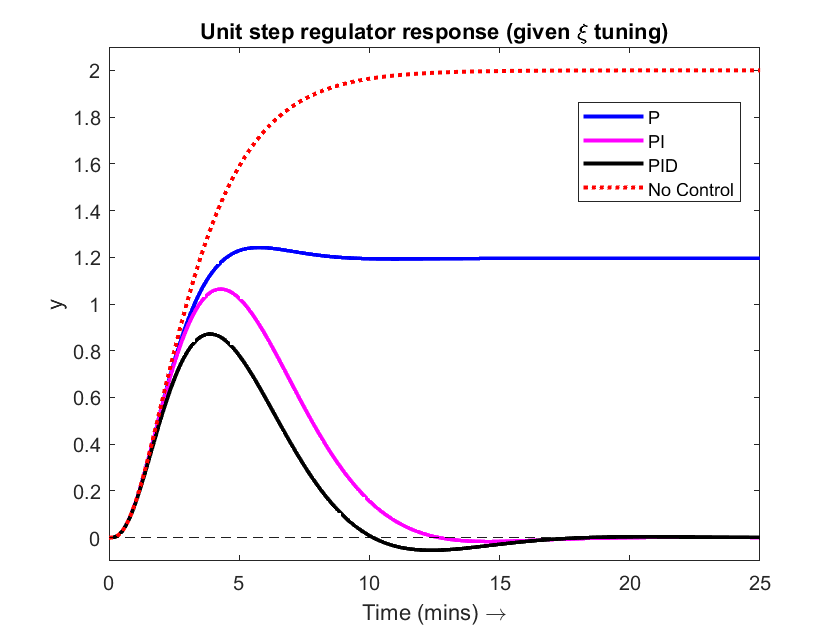 Unit step regulator response (given ξ tuning)
2
1.8
1.6
1.4
1.2
1
0.8
0.6
0.4
0.2
0
y
P
PI
PID
No Control
0 5 10 15 20 25
Time (mins) →